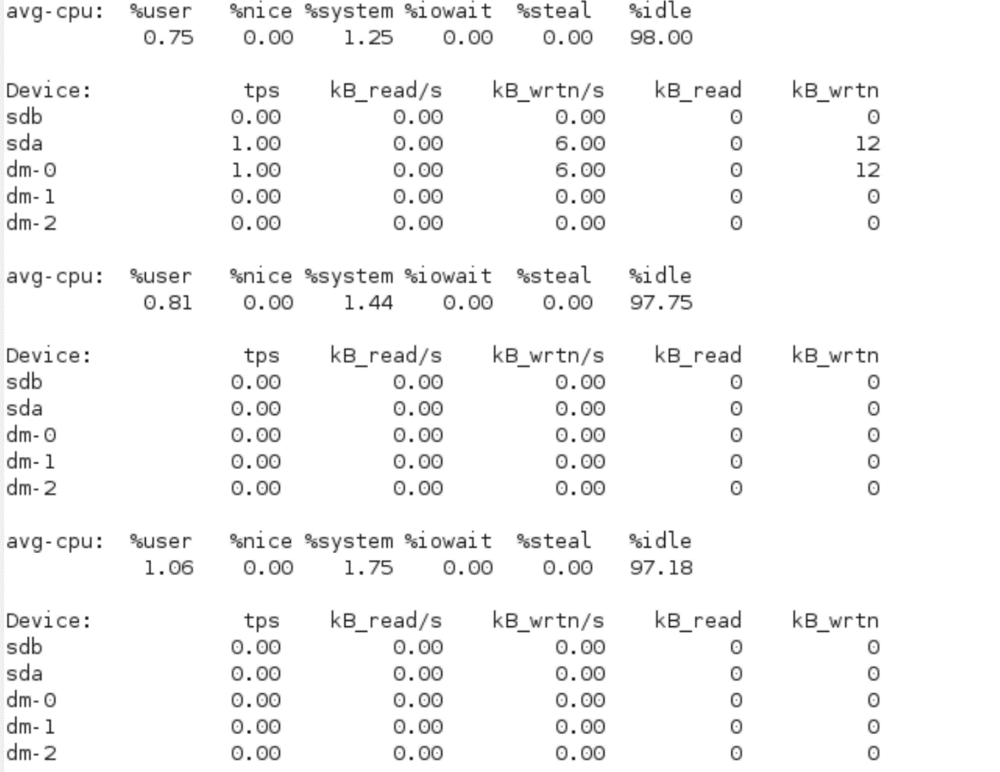 avg-cpu:  %user   %nice %system %iowait  %steal   %idle
           0.75    0.00    1.25    0.00    0.00   98.00
Device:            tps    kB_read/s    kB_wrtn/s    kB_read    kB_wrtn
sdb               0.00         0.00         0.00          0          0
sda               1.00         0.00         6.00          0         12
dm-0              1.00         0.00         6.00          0         12
dm-1              0.00         0.00         0.00          0          0
dm-2              0.00         0.00         0.00          0          0
avg-cpu:  %user   %nice %system %iowait  %steal   %idle
           0.81    0.00    1.44    0.00    0.00   97.75
Device:            tps    kB_read/s    kB_wrtn/s    kB_read    kB_wrtn
sdb               0.00         0.00         0.00          0          0
sda               0.00         0.00         0.00          0          0
dm-0              0.00         0.00         0.00          0          0
dm-1              0.00         0.00         0.00          0          0
dm-2              0.00         0.00         0.00          0          0
avg-cpu:  %user   %nice %system %iowait  %steal   %idle
           1.06    0.00    1.75    0.00    0.00   97.18
Device:            tps    kB_read/s    kB_wrtn/s    kB_read    kB_wrtn
sdb               0.00         0.00         0.00          0          0
sda               0.00         0.00         0.00          0          0
dm-0              0.00         0.00         0.00          0          0
dm-1              0.00         0.00         0.00          0          0
dm-2              0.00         0.00         0.00          0          0